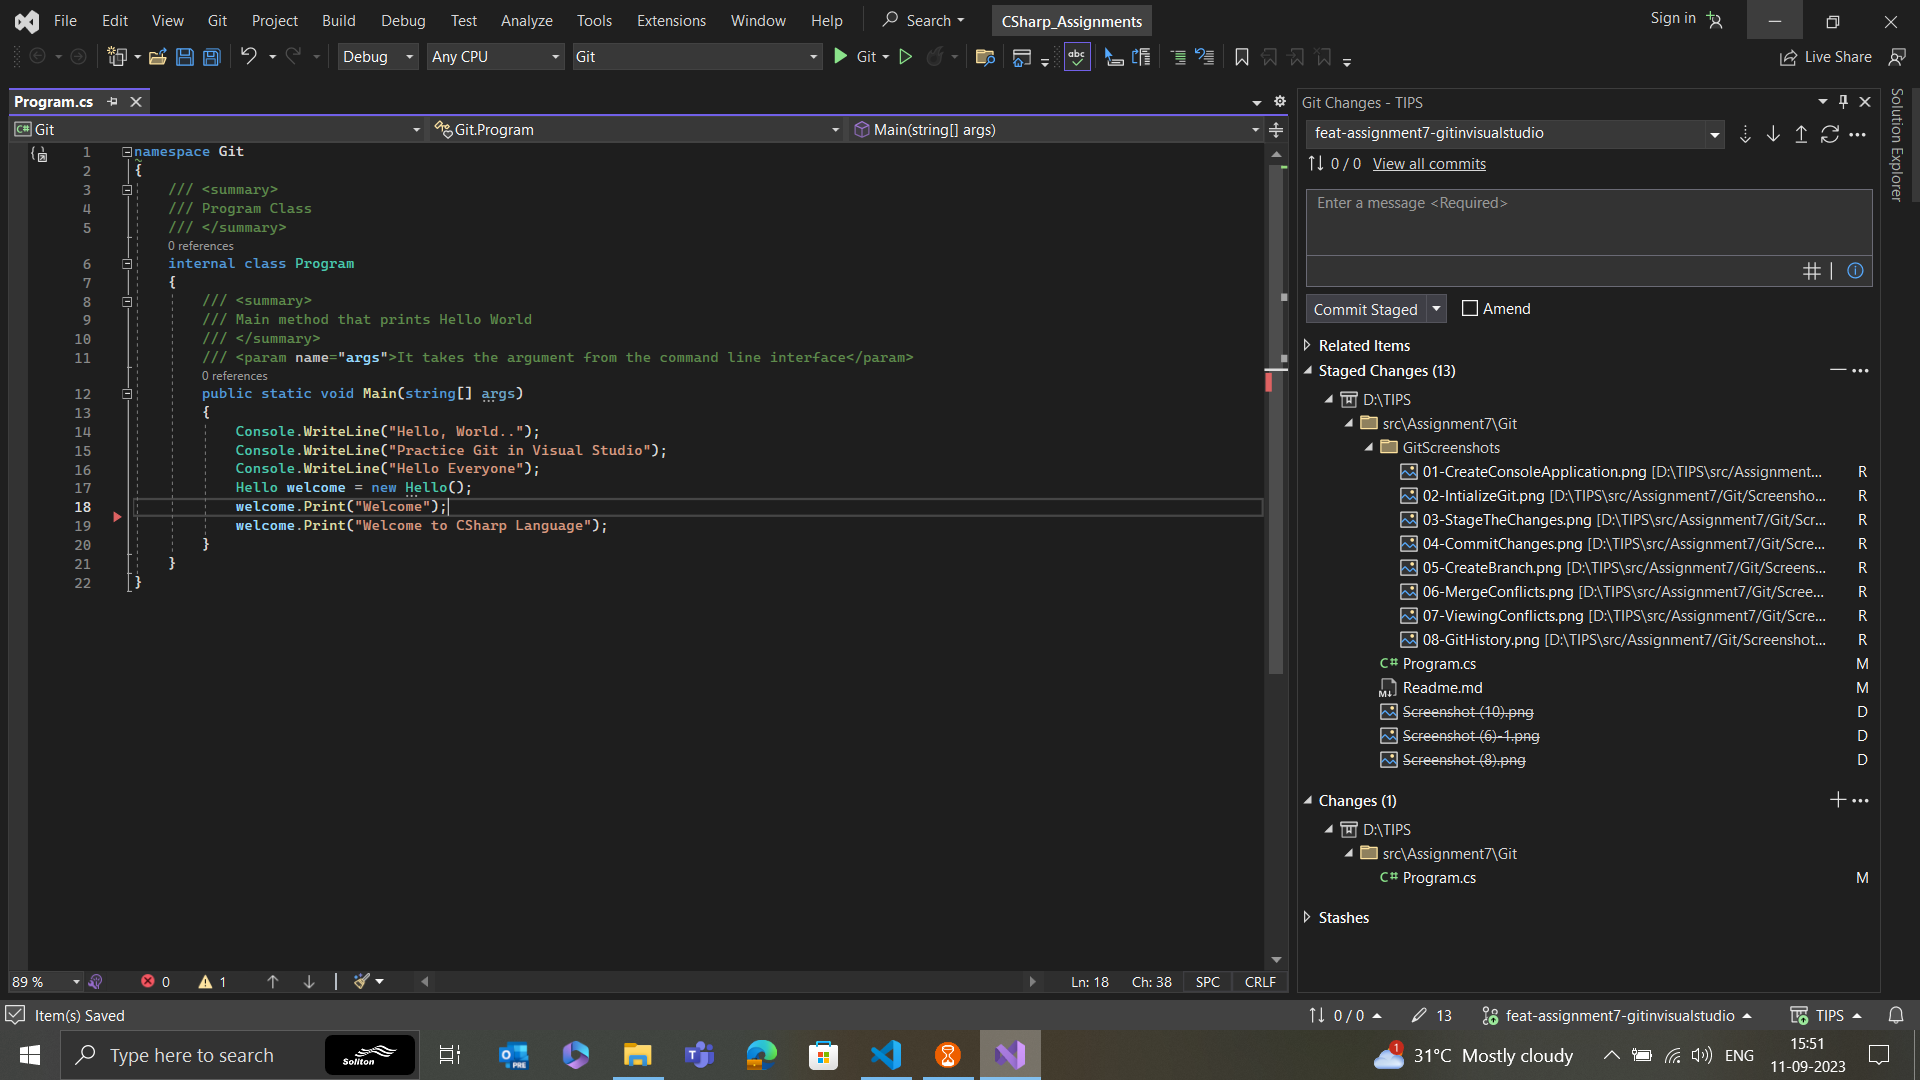 File Edit View Git Project Build Debug Test Analyze Tools Extensions Window Help Search CSharp_Assignments Sign in
Debug Any CPU Git Git abc Live Share
Program.cs
C# Git Git.Program Main(string[] args)
1 namespace Git
2 {
3 /// <summary>
4 /// Program Class
5 /// </summary>
0 references
6 internal class Program
7 {
8 /// <summary>
9 /// Main method that prints Hello World
10 /// </summary>
11 /// <param name="args">It takes the argument from the command line interface</param>
0 references
12 public static void Main(string[] args)
13 {
14 Console.WriteLine("Hello, World..");
15 Console.WriteLine("Practice Git in Visual Studio");
16 Console.WriteLine("Hello Everyone");
17 Hello welcome = new Hello();
18 welcome.Print("Welcome");
19 welcome.Print("Welcome to CSharp Language");
20 }
21 }
22 }
89 % 0 1 Ln: 18 Ch: 38 SPC CRLF
Git Changes - TIPS
feat-assignment7-gitinvisualstudio
0 / 0 View all commits
Enter a message <Required>
Commit Staged Amend
Related Items
Staged Changes (13)
D:\TIPS
src\Assignment7\Git
GitScreenshots
01-CreateConsoleApplication.png [D:\TIPS\src/Assignment... R
02-IntializeGit.png [D:\TIPS\src/Assignment7/Git/Screensho... R
03-StageTheChanges.png [D:\TIPS\src/Assignment7/Git/Scr... R
04-CommitChanges.png [D:\TIPS\src/Assignment7/Git/Scre... R
05-CreateBranch.png [D:\TIPS\src/Assignment7/Git/Screens... R
06-MergeConflicts.png [D:\TIPS\src/Assignment7/Git/Scree... R
07-ViewingConflicts.png [D:\TIPS\src/Assignment7/Git/Scre... R
08-GitHistory.png [D:\TIPS\src/Assignment7/Git/Screenshot... R
C# Program.cs M
Readme.md M
Screenshot (10).png D
Screenshot (6)-1.png D
Screenshot (8).png D
Changes (1)
D:\TIPS
src\Assignment7\Git
C# Program.cs M
Stashes
Solution Explorer
Item(s) Saved 0 / 0 13 feat-assignment7-gitinvisualstudio TIPS
Type here to search Soliton PRE 1 31°C Mostly cloudy ENG 15:51
11-09-2023